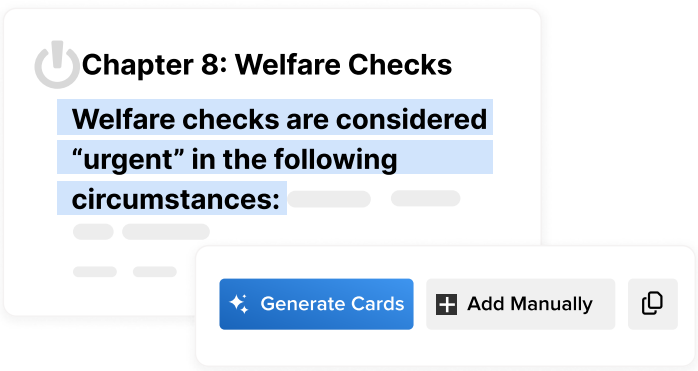 Chapter 8: Welfare Checks
Welfare checks are considered
“urgent” in the following
circumstances:
Generate Cards
Add Manually